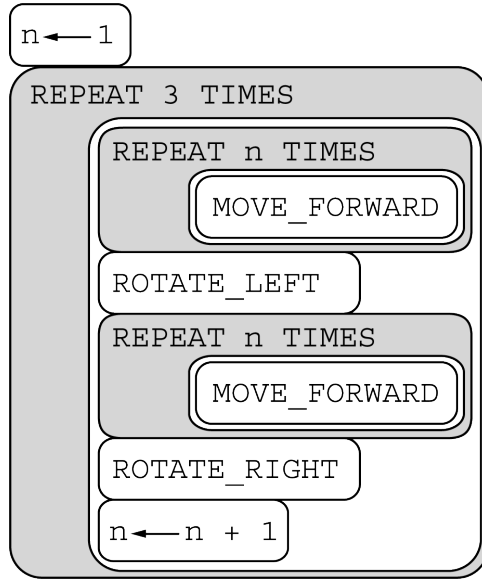 n ← 1
REPEAT 3 TIMES
REPEAT n TIMES
MOVE_FORWARD
ROTATE_LEFT
REPEAT n TIMES
MOVE_FORWARD
ROTATE_RIGHT
n ← n + 1